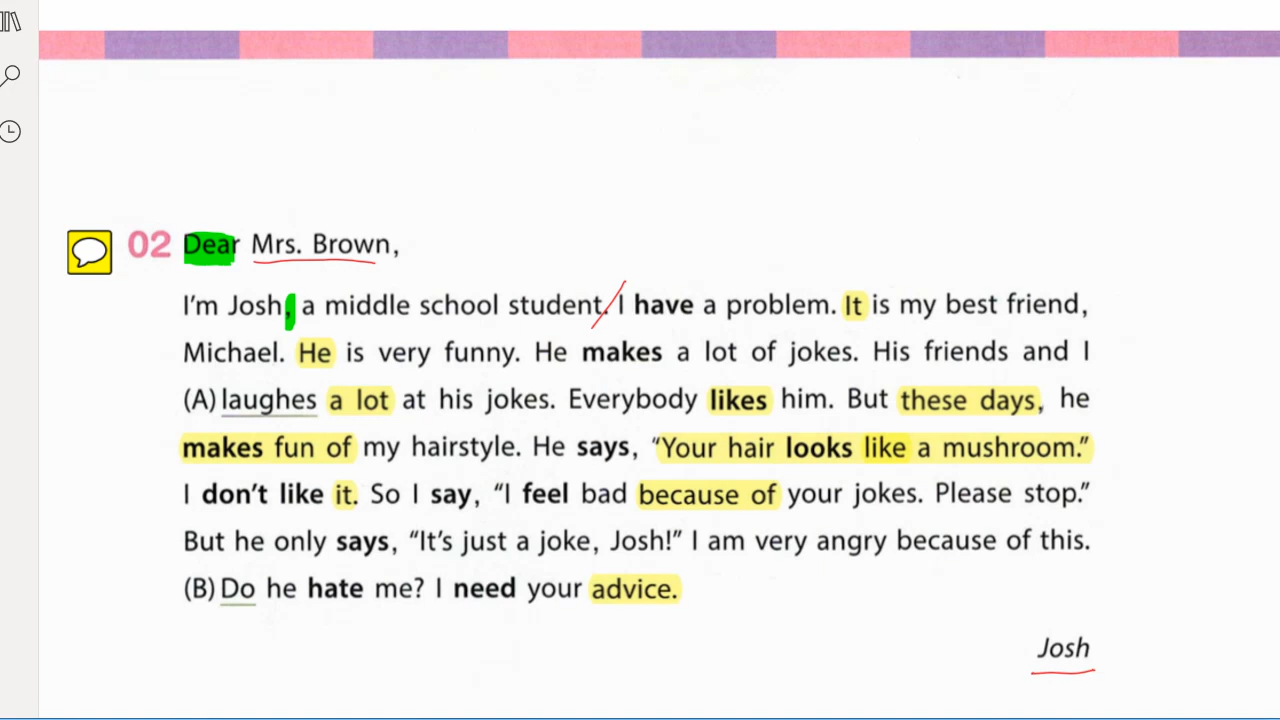 02 Dear Mrs. Brown,
I'm Josh, a middle school student. I have a problem. It is my best friend,
Michael. He is very funny. He makes a lot of jokes. His friends and I
(A) laughes a lot at his jokes. Everybody likes him. But these days, he
makes fun of my hairstyle. He says, “Your hair looks like a mushroom.”
I don't like it. So I say, “I feel bad because of your jokes. Please stop.”
But he only says, “It's just a joke, Josh!” I am very angry because of this.
(B) Do he hate me? I need your advice.
Josh